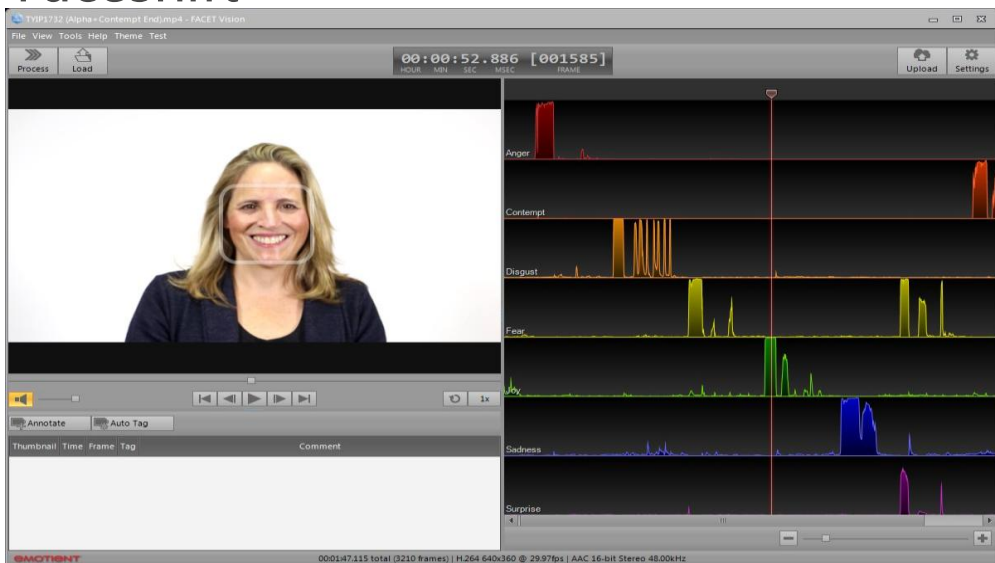 TYIP1732 (Alpha+Contempt End).mp4 - FACET Vision
File View Tools Help Theme Test
Process Load
00:00:52.886 [001585]
HOUR MIN SEC MSEC FRAME
Upload Settings
Anger
Contempt
Disgust
Fear
Joy
Sadness
Surprise
1x
Annotate Auto Tag
Thumbnail Time Frame Tag Comment
EMOTIENT
00:01:47.115 total (3210 frames) | H.264 640x360 @ 29.97fps | AAC 16-bit Stereo 48.00kHz